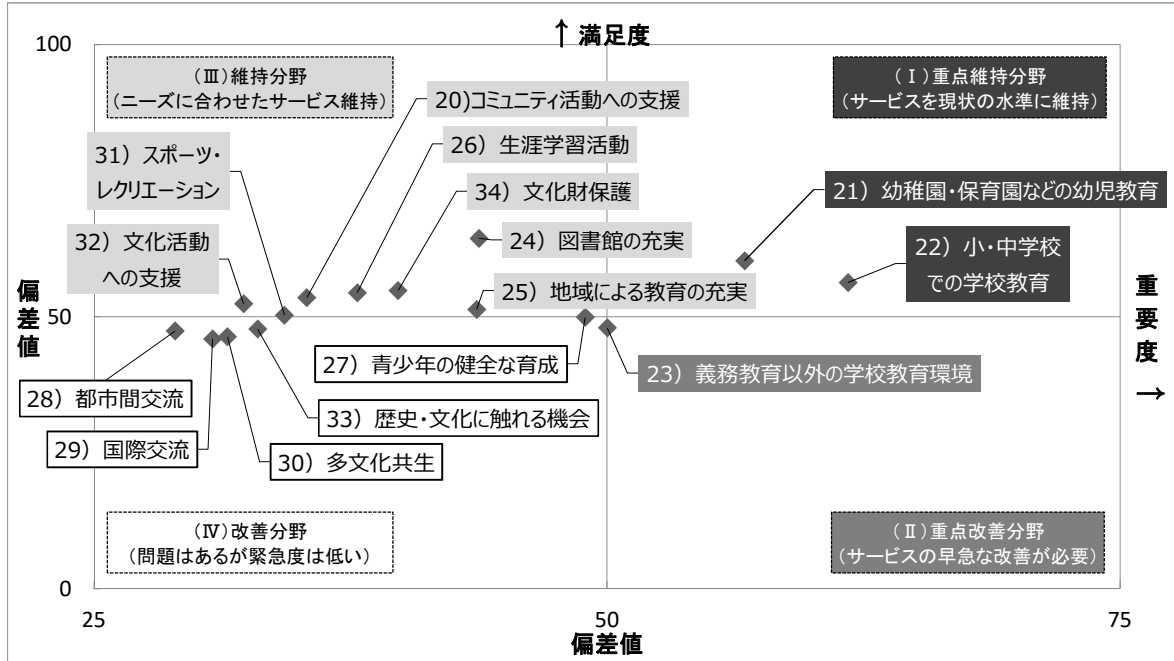 ↑ 満足度
100
(Ⅲ)維持分野
(ニーズに合わせたサービス維持)
(Ⅰ)重点維持分野
(サービスを現状の水準に維持)
20)コミュニティ活動への支援
26) 生涯学習活動
31) スポーツ・
レクリエーション
34) 文化財保護
21) 幼稚園・保育園などの幼児教育
24) 図書館の充実
22) 小・中学校
での学校教育
32) 文化活動
への支援
25) 地域による教育の充実
偏差値
50
重要度
→
27) 青少年の健全な育成
23) 義務教育以外の学校教育環境
28) 都市間交流
33) 歴史・文化に触れる機会
29) 国際交流
30) 多文化共生
(Ⅳ)改善分野
(問題はあるが緊急度は低い)
(Ⅱ)重点改善分野
(サービスの早急な改善が必要)
0
25
50
75
偏差値